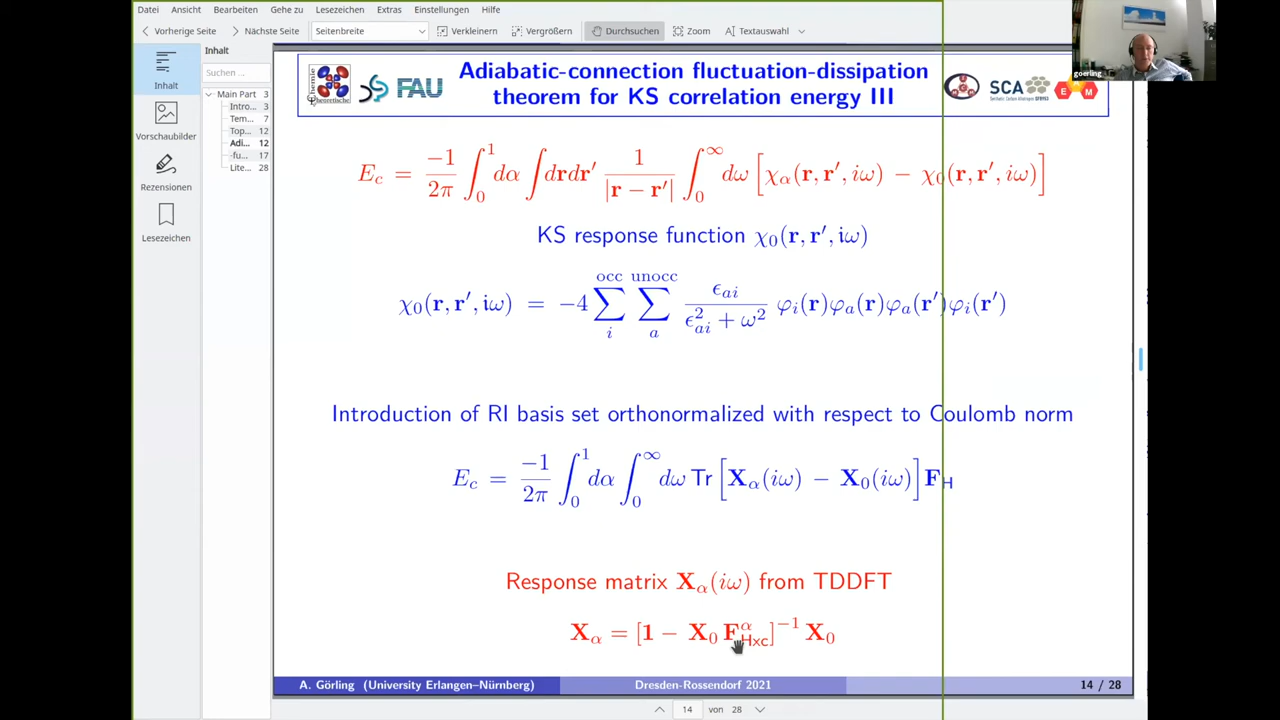 Datei Ansicht Bearbeiten Gehe zu Lesezeichen Extras Einstellungen Hilfe
Vorherige Seite Nächste Seite Seitenbreite Verkleinern Vergrößern Durchsuchen Zoom Textauswahl
Inhalt
Vorschaubilder
Rezensionen
Lesezeichen
Inhalt
Suchen ...
Main Part 3
Intro... 3
Tem... 7
Top... 12
Adi... 12
-fu... 17
Lite... 28
goerling
FAU
Adiabatic-connection fluctuation-dissipation
theorem for KS correlation energy III
E_c = −1/2π ∫_0^1 dα ∫ drdr′ 1/|r − r′| ∫_0^∞ dω [χ_α(r, r′, iω) − χ_0(r, r′, iω)]
KS response function χ_0(r, r′, iω)
χ_0(r, r′, iω) = −4 ∑_i^occ ∑_a^unocc ϵ_ai/(ϵ_ai^2 + ω^2) φ_i(r)φ_a(r)φ_a(r′)φ_i(r′)
Introduction of RI basis set orthonormalized with respect to Coulomb norm
E_c = −1/2π ∫_0^1 dα ∫_0^∞ dω Tr[X_α(iω) − X_0(iω)]F_H
Response matrix X_α(iω) from TDDFT
X_α = [1 − X_0 F^α_Hxc]^−1 X_0
A. Görling (University Erlangen–Nürnberg) Dresden-Rossendorf 2021 14 / 28
14 von 28